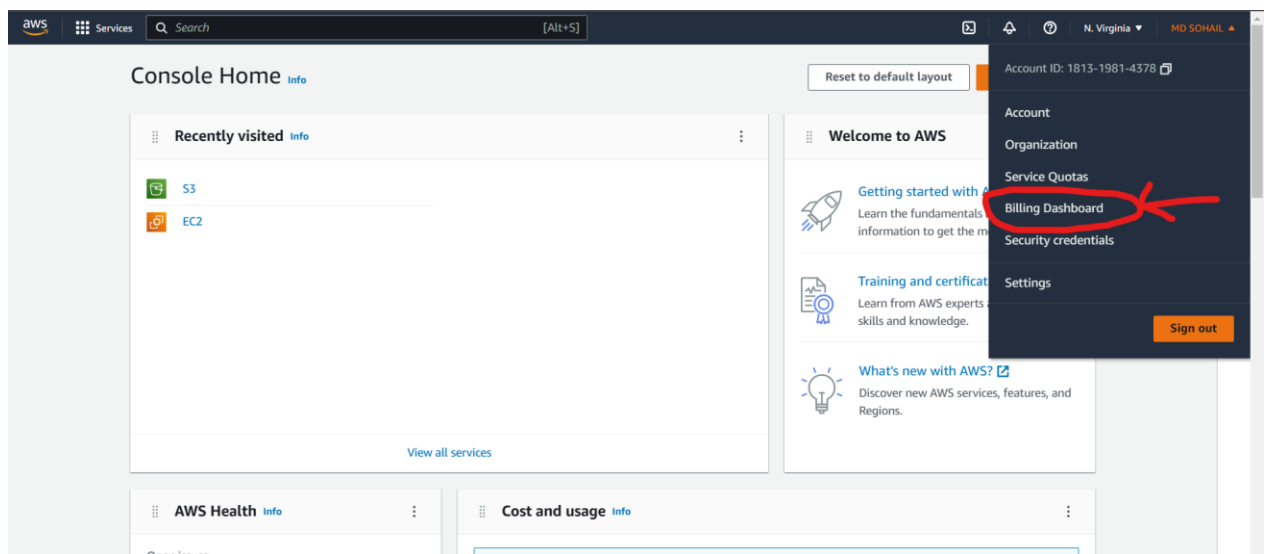 aws Services Search [Alt+S] N. Virginia MD SOHAIL
Console Home Info
Reset to default layout
Account ID: 1813-1981-4378
Account
Organization
Service Quotas
Billing Dashboard
Security credentials
Settings
Sign out
Recently visited Info
S3
EC2
View all services
Welcome to AWS
Getting started with
Learn the fundamentals
information to get the
Training and
Learn from AWS experts
skills and knowledge.
What's new with AWS?
Discover new AWS services, features, and
Regions.
AWS Health Info
Cost and usage Info